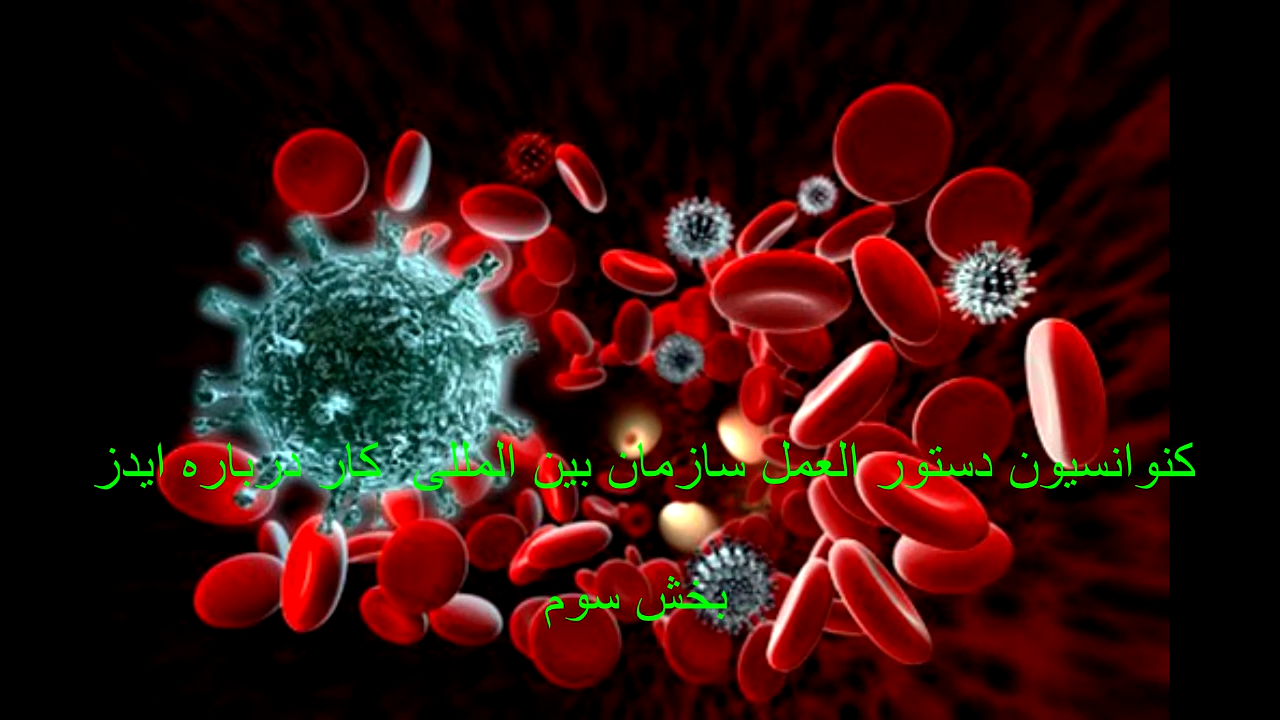 کنوانسیون دستور العمل سازمان بین المللی کار درباره ایدز
بخش سوم